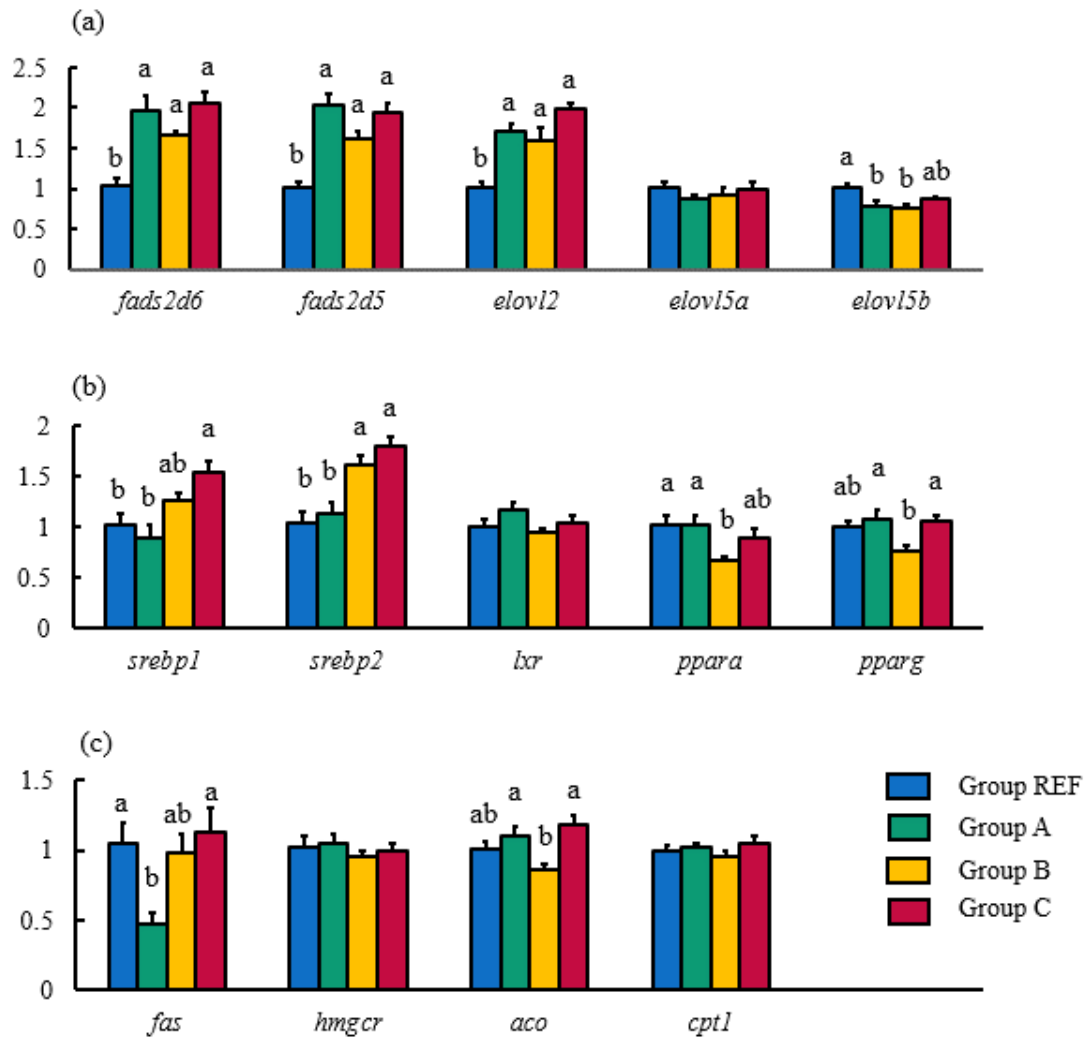 (a)
2.5
2
1.5
1
0.5
0
b a a a
b a a a
b a a a
a b b ab
fads2d6 fads2d5 elovl2 elovl5a elovl5b
(b)
2
1.5
1
0.5
0
b b ab a
b b a a
a a b ab
ab a b a
srebp1 srebp2 lxr ppara pparg
(c)
1.5
1
0.5
0
a b ab a
ab a b a
fas hmgcr aco cpt1
Group REF
Group A
Group B
Group C